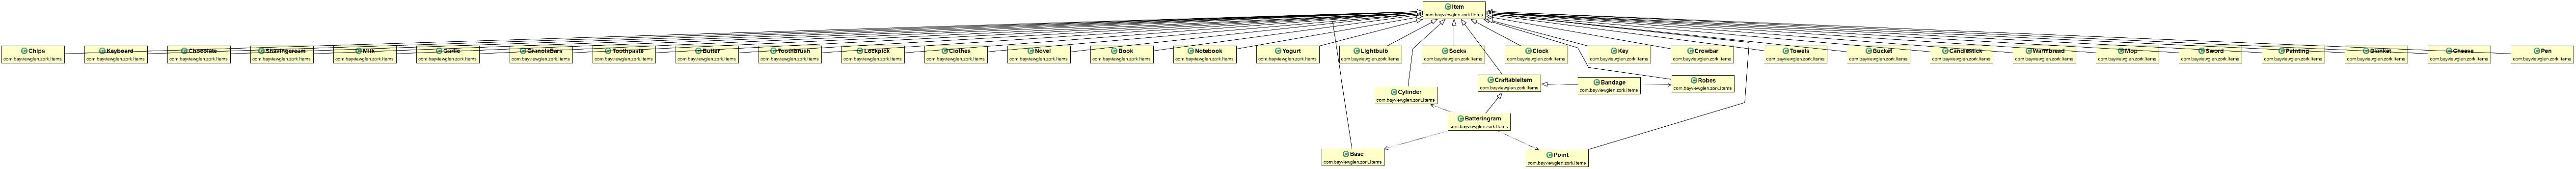 Item
com.bayviewglen.zork.Items
Chips
com.bayviewglen.zork.Items
Keyboard
com.bayviewglen.zork.Items
Chocolate
com.bayviewglen.zork.Items
Shavingcream
com.bayviewglen.zork.Items
Milk
com.bayviewglen.zork.Items
Garlic
com.bayviewglen.zork.Items
GranolaBars
com.bayviewglen.zork.Items
Toothpaste
com.bayviewglen.zork.Items
Butter
com.bayviewglen.zork.Items
Toothbrush
com.bayviewglen.zork.Items
Lockpick
com.bayviewglen.zork.Items
Clothes
com.bayviewglen.zork.Items
Novel
com.bayviewglen.zork.Items
Book
com.bayviewglen.zork.Items
Notebook
com.bayviewglen.zork.Items
Yogurt
com.bayviewglen.zork.Items
Lightbulb
com.bayviewglen.zork.Items
Socks
com.bayviewglen.zork.Items
Clock
com.bayviewglen.zork.Items
Key
com.bayviewglen.zork.Items
Crowbar
com.bayviewglen.zork.Items
Towels
com.bayviewglen.zork.Items
Bucket
com.bayviewglen.zork.Items
Candlestick
com.bayviewglen.zork.Items
Warmbread
com.bayviewglen.zork.Items
Mop
com.bayviewglen.zork.Items
Sword
com.bayviewglen.zork.Items
Painting
com.bayviewglen.zork.Items
Blanket
com.bayviewglen.zork.Items
Cheese
com.bayviewglen.zork.Items
Pen
com.bayviewglen.zork.Items
CraftableItem
com.bayviewglen.zork.Items
Bandage
com.bayviewglen.zork.Items
Robes
com.bayviewglen.zork.Items
Cylinder
com.bayviewglen.zork.Items
Batteringram
com.bayviewglen.zork.Items
Base
com.bayviewglen.zork.Items
Point
com.bayviewglen.zork.Items